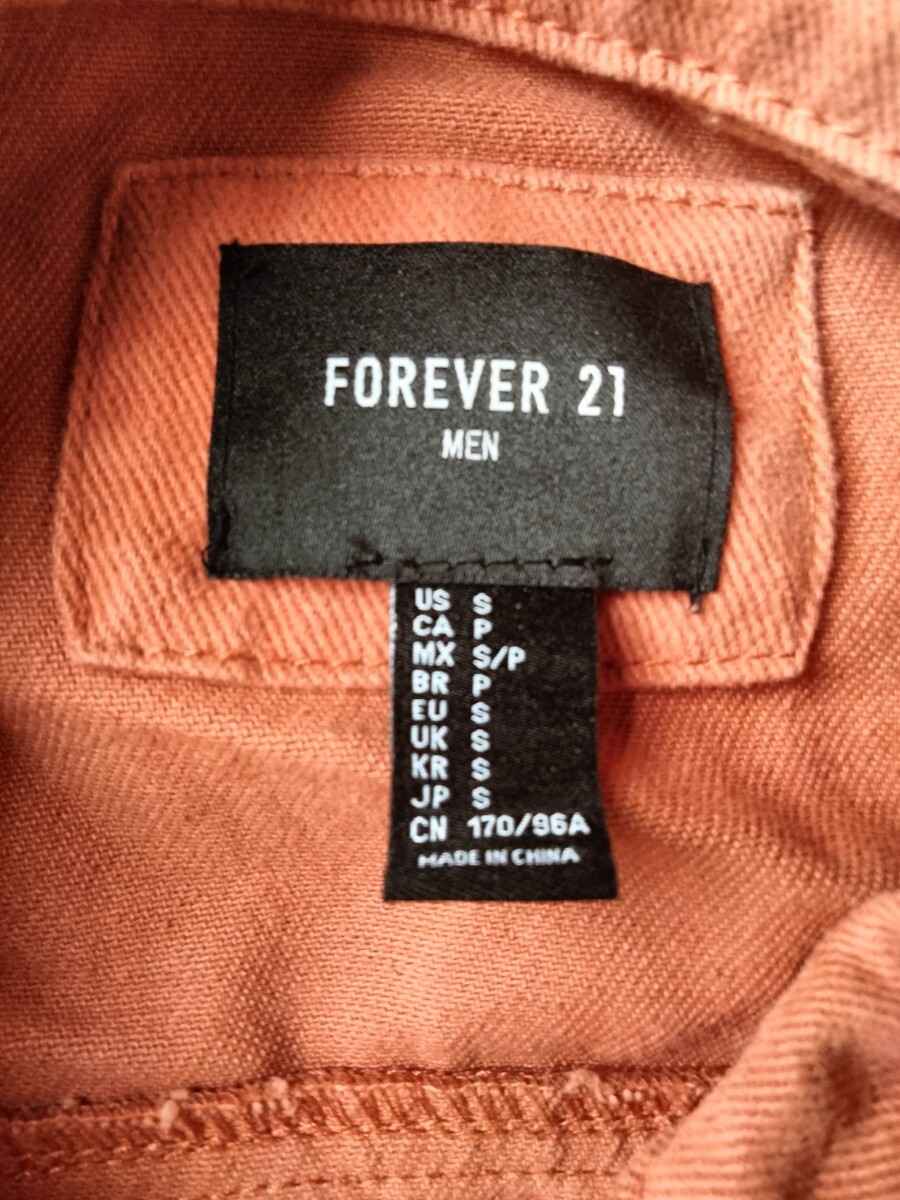 FOREVER 21
MEN
US S
CA P
MX S/P
BR P
EU S
UK S
KR S
JP S
CN 170/96A
MADE IN CHINA